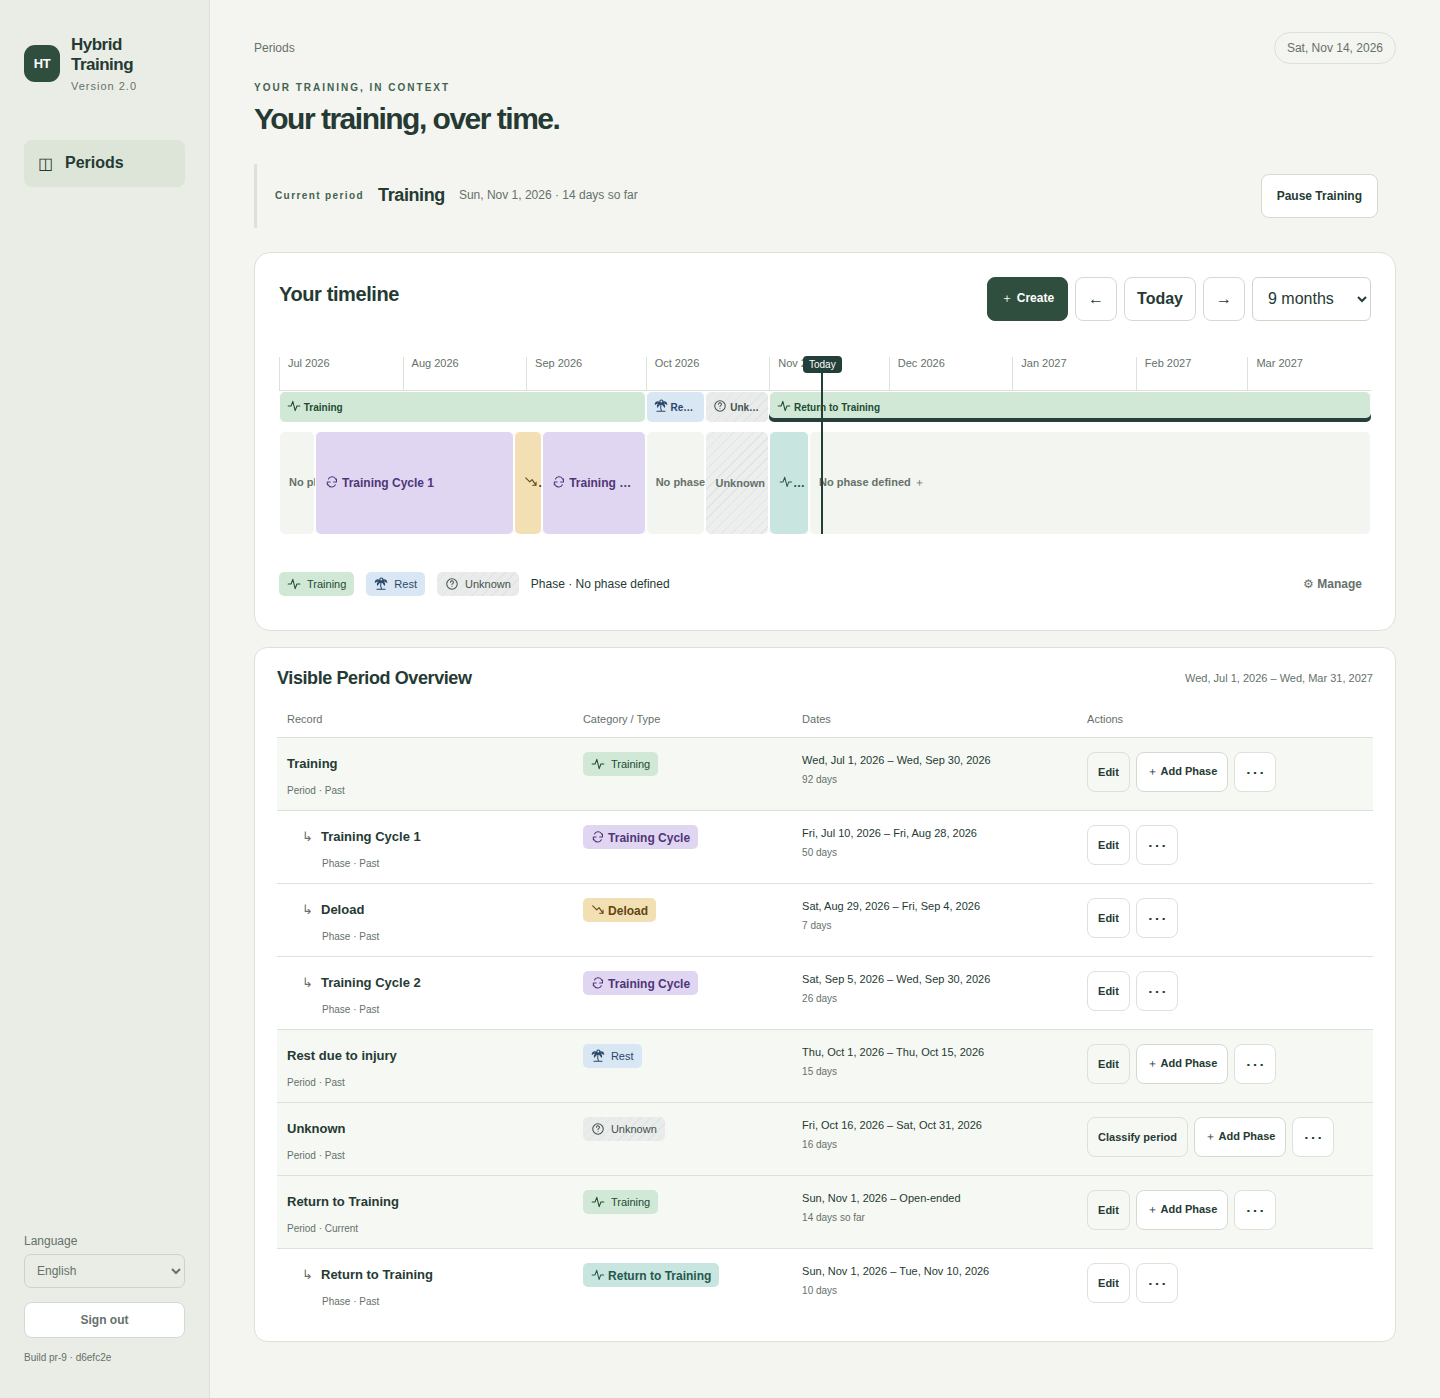 HT
Hybrid
Training
Version 2.0
Periods
Language
English
Sign out
Build pr-9 · d6efc2e
Periods
Sat, Nov 14, 2026
YOUR TRAINING, IN CONTEXT
Your training, over time.
Current period Training Sun, Nov 1, 2026 · 14 days so far
Pause Training
Your timeline
+ Create ← Today → 9 months
Jul 2026 Aug 2026 Sep 2026 Oct 2026 Nov Today Dec 2026 Jan 2027 Feb 2027 Mar 2027
Training Re... Unk... Return to Training
No pl Training Cycle 1 . Training ... No phase Unknown ... No phase defined +
Training Rest Unknown Phase · No phase defined
⚙ Manage
Visible Period Overview
Wed, Jul 1, 2026 – Wed, Mar 31, 2027
Record Category / Type Dates Actions
Training Training Wed, Jul 1, 2026 – Wed, Sep 30, 2026 Edit + Add Phase ···
Period · Past 92 days
↳ Training Cycle 1 Training Cycle Fri, Jul 10, 2026 – Fri, Aug 28, 2026 Edit ···
Phase · Past 50 days
↳ Deload Deload Sat, Aug 29, 2026 – Fri, Sep 4, 2026 Edit ···
Phase · Past 7 days
↳ Training Cycle 2 Training Cycle Sat, Sep 5, 2026 – Wed, Sep 30, 2026 Edit ···
Phase · Past 26 days
Rest due to injury Rest Thu, Oct 1, 2026 – Thu, Oct 15, 2026 Edit + Add Phase ···
Period · Past 15 days
Unknown Unknown Fri, Oct 16, 2026 – Sat, Oct 31, 2026 Classify period + Add Phase ···
Period · Past 16 days
Return to Training Training Sun, Nov 1, 2026 – Open-ended Edit + Add Phase ···
Period · Current 14 days so far
↳ Return to Training Return to Training Sun, Nov 1, 2026 – Tue, Nov 10, 2026 Edit ···
Phase · Past 10 days